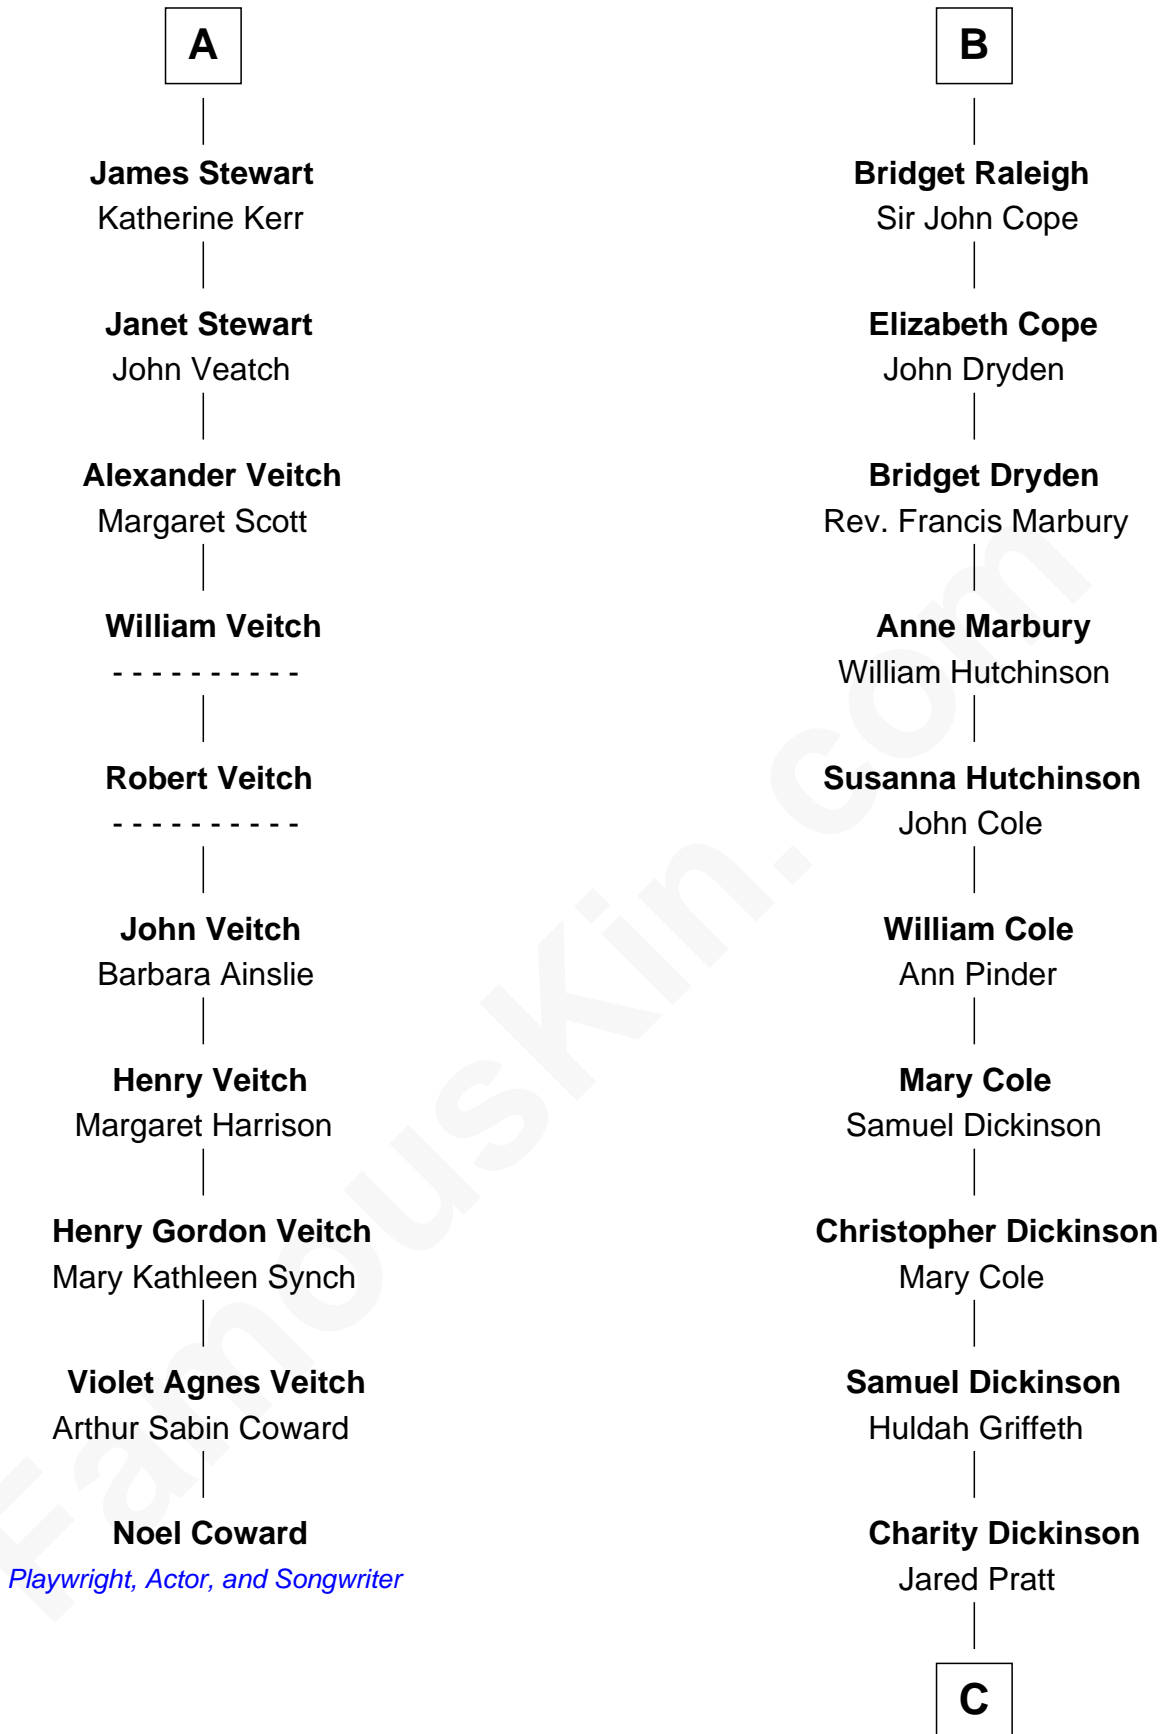 A
James Stewart
Katherine Kerr
Janet Stewart
John Veatch
Alexander Veitch
Margaret Scott
William Veitch
- - - - - - - - - -
Robert Veitch
- - - - - - - - - -
John Veitch
Barbara Ainslie
Henry Veitch
Margaret Harrison
Henry Gordon Veitch
Mary Kathleen Synch
Violet Agnes Veitch
Arthur Sabin Coward
Noel Coward
Playwright, Actor, and Songwriter
B
Bridget Raleigh
Sir John Cope
Elizabeth Cope
John Dryden
Bridget Dryden
Rev. Francis Marbury
Anne Marbury
William Hutchinson
Susanna Hutchinson
John Cole
William Cole
Ann Pinder
Mary Cole
Samuel Dickinson
Christopher Dickinson
Mary Cole
Samuel Dickinson
Huldah Griffeth
Charity Dickinson
Jared Pratt
C
FamousKin.com